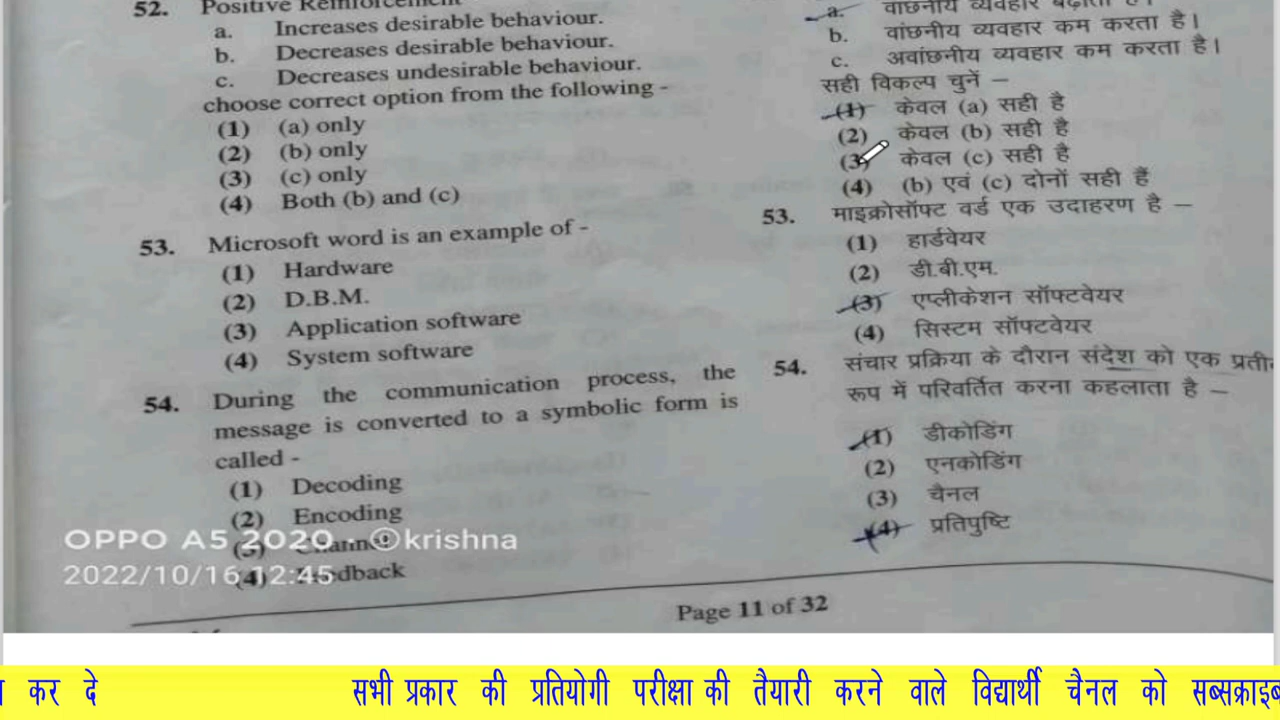 52. Positive Reinforcement
a. Increases desirable behaviour.
b. Decreases desirable behaviour.
c. Decreases undesirable behaviour.
choose correct option from the following -
(1) (a) only
(2) (b) only
(3) (c) only
(4) Both (b) and (c)
53. Microsoft word is an example of -
(1) Hardware
(2) D.B.M.
(3) Application software
(4) System software
54. During the communication process, the
message is converted to a symbolic form is
called -
(1) Decoding
(2) Encoding
(3) Channel
(4) Feedback
a. वांछनीय व्यवहार बढ़ाता है।
b. वांछनीय व्यवहार कम करता है।
c. अवांछनीय व्यवहार कम करता है।
सही विकल्प चुनें –
(1) केवल (a) सही है
(2) केवल (b) सही है
(3) केवल (c) सही है
(4) (b) एवं (c) दोनों सही हैं
53. माइक्रोसॉफ्ट वर्ड एक उदाहरण है –
(1) हार्डवेयर
(2) डी.बी.एम.
(3) एप्लीकेशन सॉफ्टवेयर
(4) सिस्टम सॉफ्टवेयर
54. संचार प्रक्रिया के दौरान संदेश को एक
रूप में परिवर्तित करना कहलाता है –
(1) डीकोडिंग
(2) एनकोडिंग
(3) चैनल
(4) प्रतिपुष्टि
OPPO A5 2020 · ©krishna
2022/10/16 12:45
Page 11 of 32
कर दे सभी प्रकार की प्रतियोगी परीक्षा की तैयारी करने वाले विद्यार्थी चैनल को